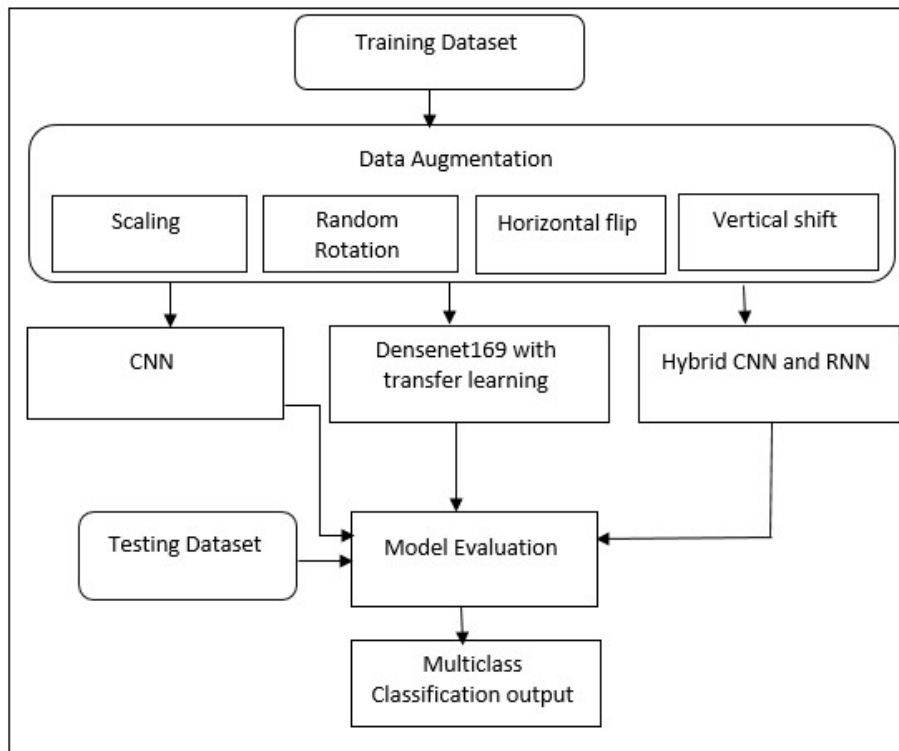 Training Dataset
Data Augmentation
Scaling
Random
Rotation
Horizontal flip
Vertical shift
CNN
Densenet169 with
transfer learning
Hybrid CNN and RNN
Testing Dataset
Model Evaluation
Multiclass
Classification output